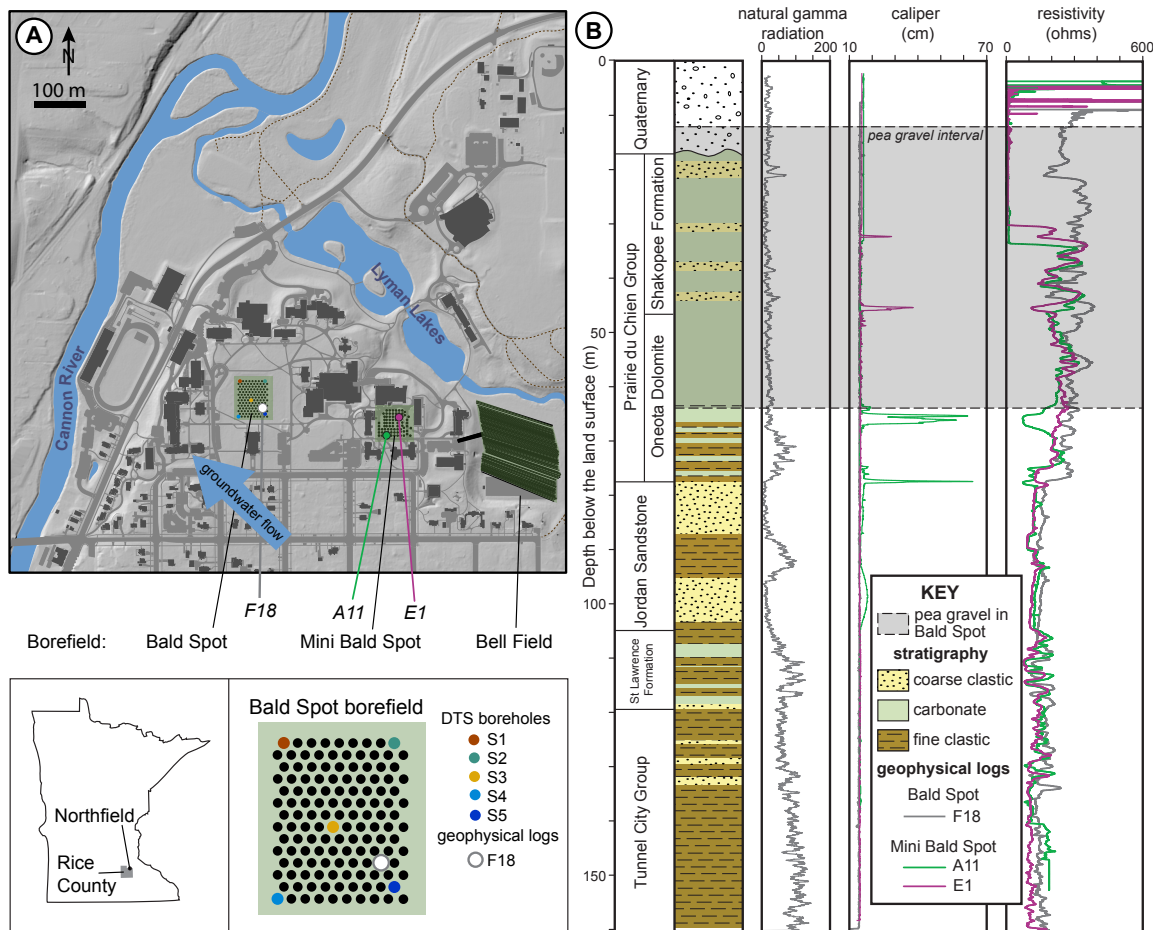 A
N
100 m
Cannon River
Lyman Lakes
groundwater flow
F18
A11
E1
Borefield:
Bald Spot
Mini Bald Spot
Bell Field
Northfield
Rice
County
Bald Spot borefield
DTS boreholes
S1
S2
S3
S4
S5
geophysical logs
F18
B
natural gamma
radiation
0
200
caliper
(cm)
10
70
resistivity
(ohms)
0
600
Depth below the land surface (m)
0
50
100
150
Quaternary
Prairie du Chien Group
Shakopee Formation
Oneota Dolomite
Jordan Sandstone
St Lawrence
Formation
Tunnel City Group
pea gravel interval
KEY
pea gravel in
Bald Spot
stratigraphy
coarse clastic
carbonate
fine clastic
geophysical logs
Bald Spot
F18
Mini Bald Spot
A11
E1